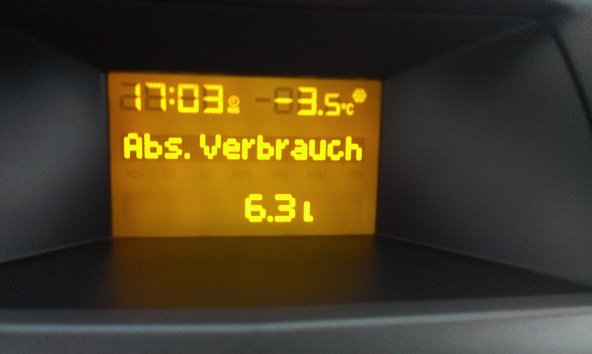 17:03 -3.5°C
Abs. Verbrauch
6.3 l